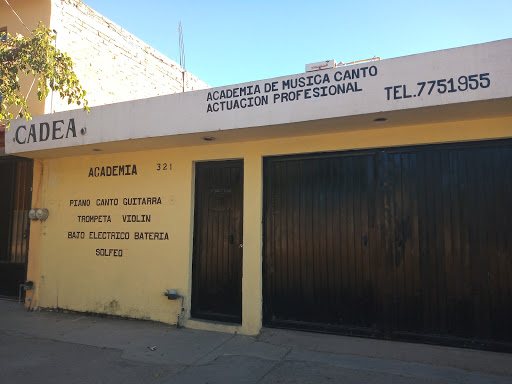 CADEA.
ACADEMIA DE MUSICA CANTO
ACTUACION PROFESIONAL
TEL.7751955
ACADEMIA 321
PIANO CANTO GUITARRA
TROMPETA VIOLIN
BAJO ELECTRICO BATERIA
SOLFEO